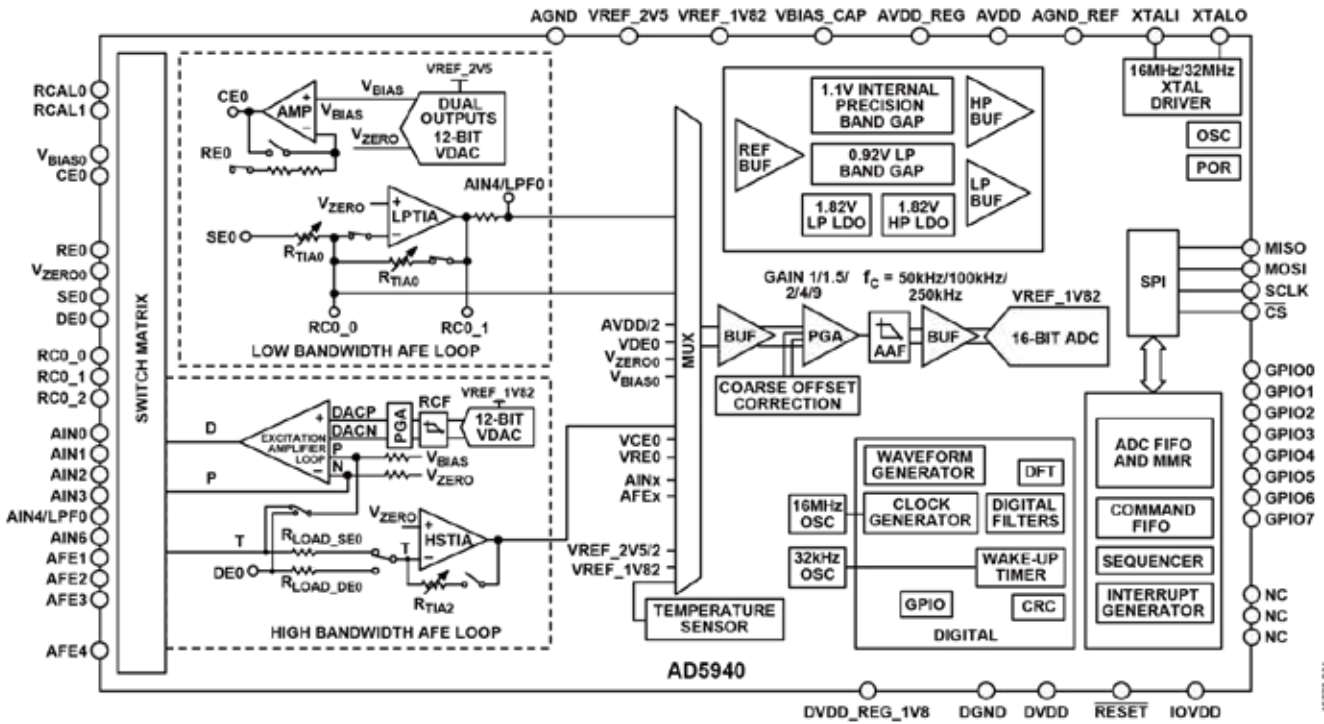 AGND VREF_2V5 VREF_1V82 VBIAS_CAP AVDD_REG AVDD AGND_REF XTALI XTALO
RCAL0
RCAL1
VBIAS0
CE0
RE0
VZERO0
SE0
DE0
RC0_0
RC0_1
RC0_2
AIN0
AIN1
AIN2
AIN3
AIN4/LPF0
AIN6
AFE1
AFE2
AFE3
AFE4
SWITCH MATRIX
CE0
AMP
VBIAS
VBIAS
VREF_2V5
DUAL
OUTPUTS
12-BIT
VDAC
VZERO
RE0
AIN4/LPF0
VZERO
LPTIA
SE0
RTIA0
RTIA0
RC0_0
RC0_1
LOW BANDWIDTH AFE LOOP
D
P
T
EXCITATION
AMPLIFIER
LOOP
DACP
DACN
P
N
PGA
RCF
VREF_1V82
12-BIT
VDAC
VBIAS
VZERO
VZERO
HSTIA
RLOAD_SE0
T
DE0
RLOAD_DE0
RTIA2
HIGH BANDWIDTH AFE LOOP
MUX
AVDD/2
VDE0
VZERO0
VBIAS0
VCE0
VRE0
AINx
AFEx
VREF_2V5/2
VREF_1V82
TEMPERATURE
SENSOR
REF
BUF
1.1V INTERNAL
PRECISION
BAND GAP
0.92V LP
BAND GAP
1.82V
LP LDO
1.82V
HP LDO
HP
BUF
LP
BUF
16MHz/32MHz
XTAL
DRIVER
OSC
POR
GAIN 1/1.5/
2/4/9
fC = 50kHz/100kHz/
250kHz
VREF_1V82
BUF
PGA
AAF
BUF
16-BIT ADC
COARSE OFFSET
CORRECTION
SPI
MISO
MOSI
SCLK
CS
GPIO0
GPIO1
GPIO2
GPIO3
GPIO4
GPIO5
GPIO6
GPIO7
NC
NC
NC
WAVEFORM
GENERATOR
DFT
16MHz
OSC
CLOCK
GENERATOR
DIGITAL
FILTERS
32kHz
OSC
WAKE-UP
TIMER
GPIO
CRC
DIGITAL
ADC FIFO
AND MMR
COMMAND
FIFO
SEQUENCER
INTERRUPT
GENERATOR
AD5940
DVDD_REG_1V8 DGND DVDD RESET IOVDD